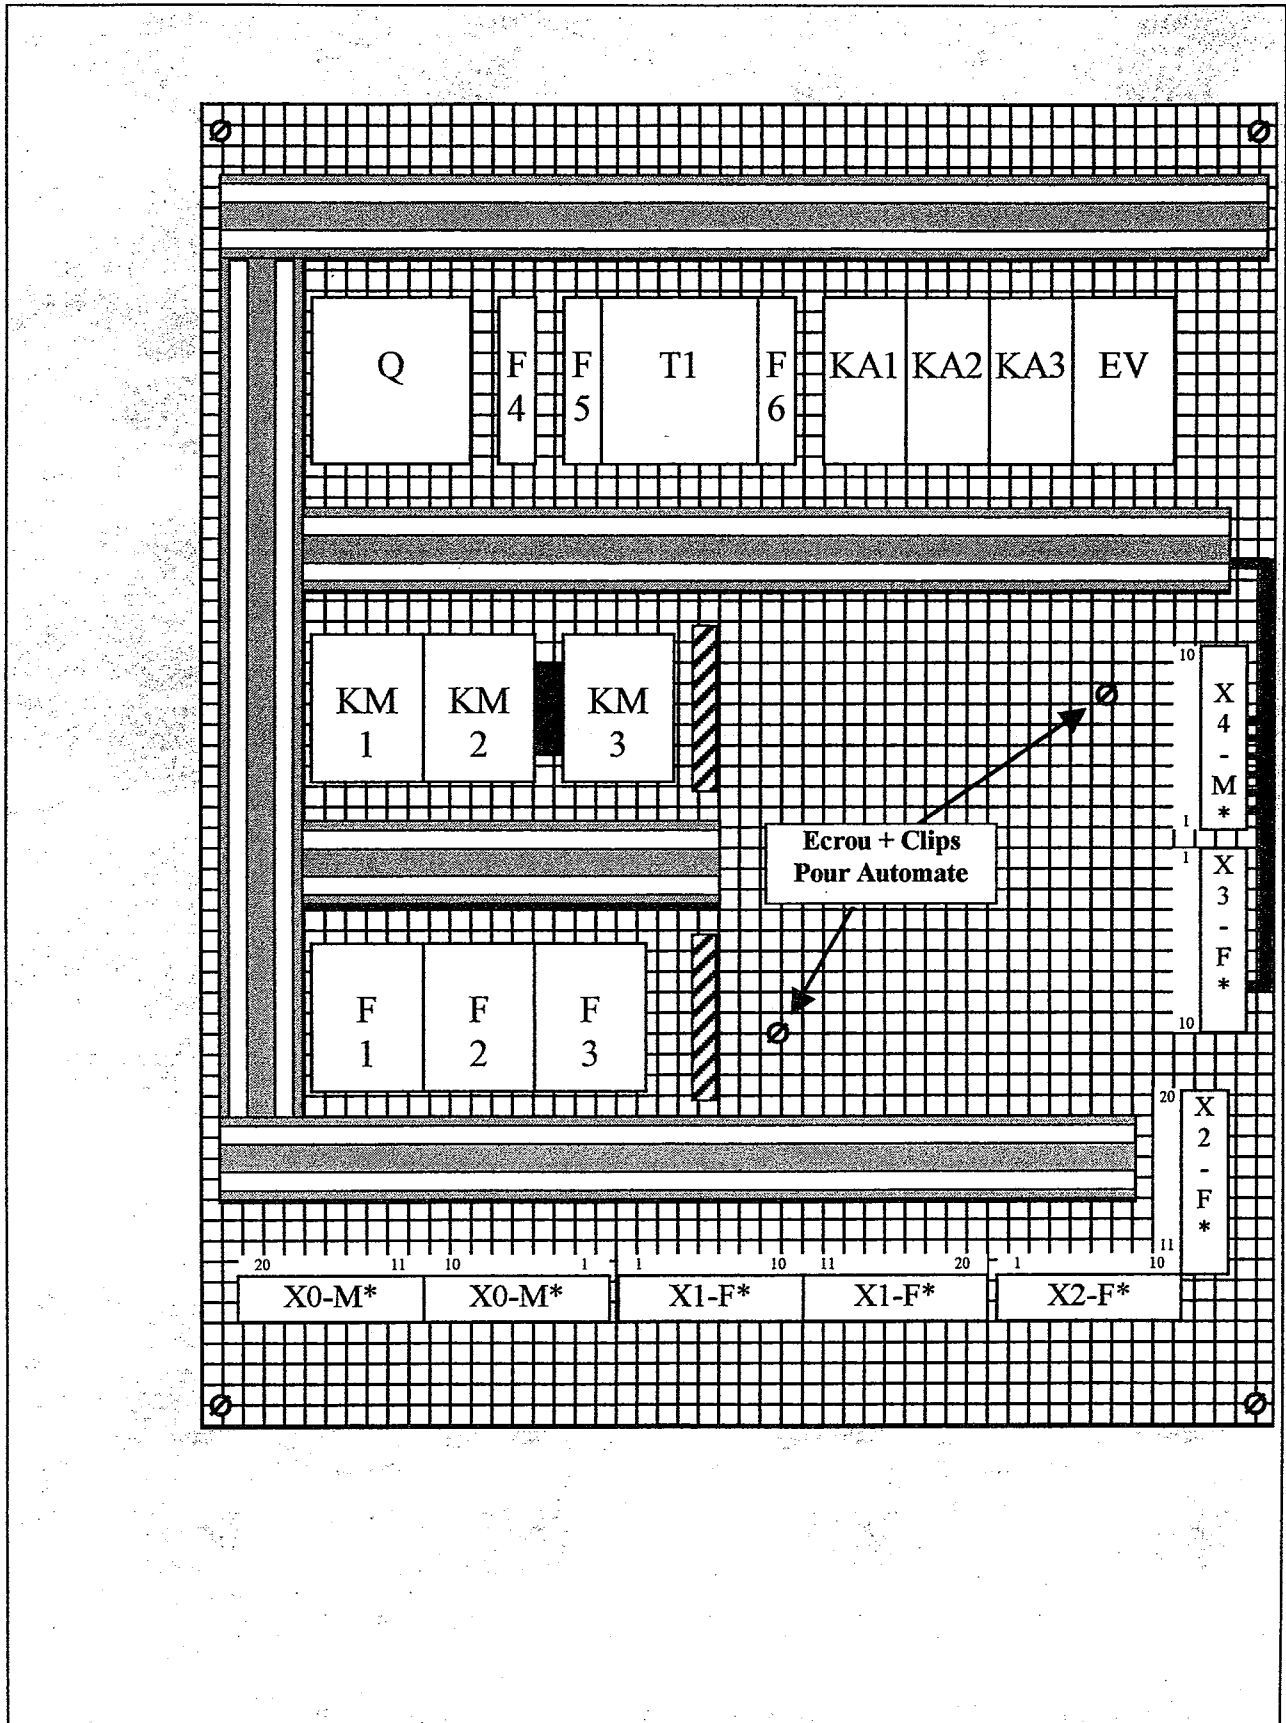 Q
F
4
F
5
T1
F
6
KA1
KA2
KA3
EV
KM
1
KM
2
KM
3
10
X
4
-
M
*
1
Ecrou + Clips
Pour Automate
1
X
3
-
F
*
10
F
1
F
2
F
3
20
X
2
-
F
*
11
20 11 10 1 1 10 11 20 1 10
X0-M* X0-M* X1-F* X1-F* X2-F*